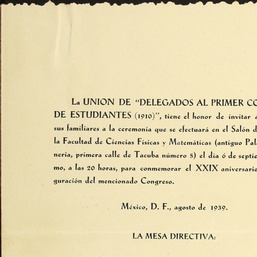 La UNION DE "DELEGADOS AL PRIMER CO
DE ESTUDIANTES (1910)", tiene el honor de invitar a
sus familiares a la ceremonia que se efectuará en el Salón d
la Facultad de Ciencias Físicas y Matemáticas (antiguo Pala
nería, primera calle de Tacuba número 5) el día 6 de septie
mo, a las 20 horas, para conmemorar el XXIX aniversario
guración del mencionado Congreso.
México, D. F., agosto de 1939.
LA MESA DIRECTIVA.